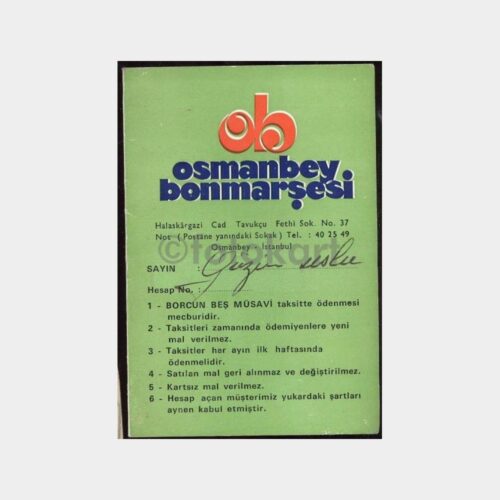 ob
osmanbey
bonmarşesi
Halaskârgazi Cad Tavukçu Fethi Sok. No. 37
Not (Postane yanındaki Sokak) Tel. : 40 25 49
Osmanbey - İstanbul
©fotokart
SAYIN :
Hesap No. :
1 - BORCUN BEŞ MÜSAVİ taksitte ödenmesi
mecburidir.
2 - Taksitleri zamanında ödemiyenlere yeni
mal verilmez.
3 - Taksitler her ayın ilk haftasında
ödenmelidir.
4 - Satılan mal geri alınmaz ve değiştirilmez.
5 - Kartsız mal verilmez.
6 - Hesap açan müşterimiz yukardaki şartları
aynen kabul etmiştir.